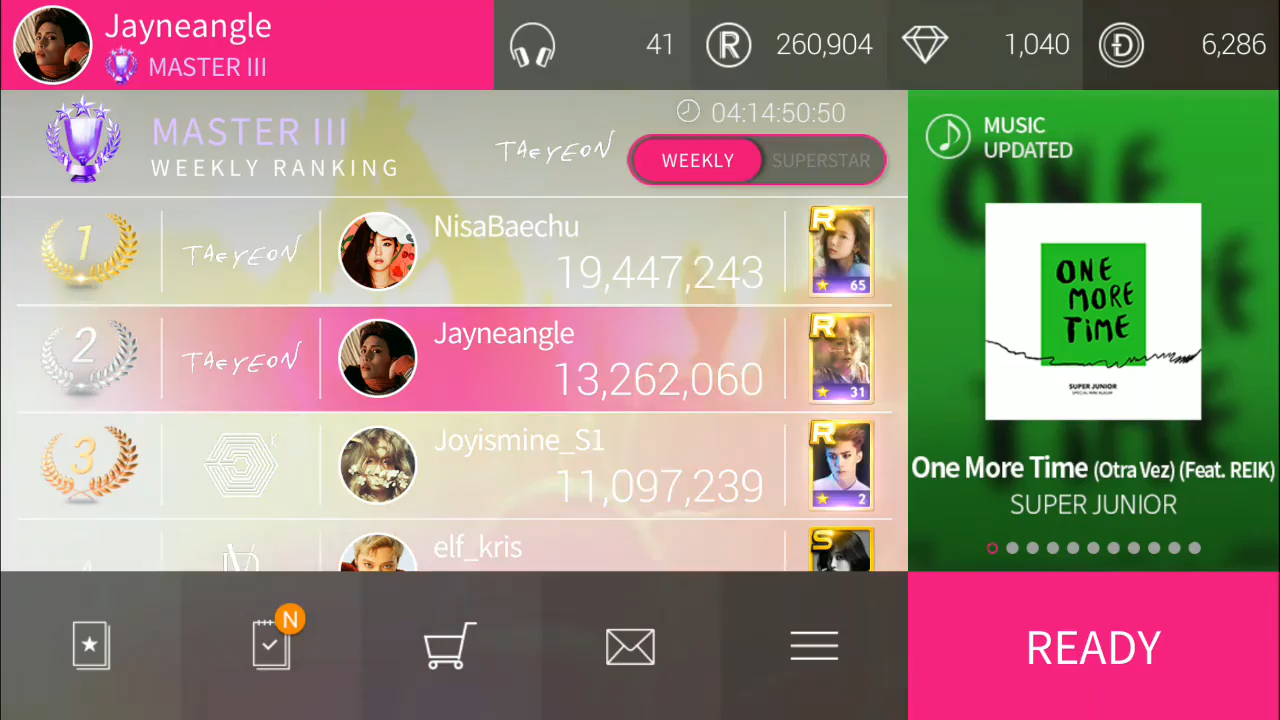 Jayneangle
MASTER III
41
R
260,904
1,040
Đ
6,286
MASTER III
WEEKLY RANKING
TAEYEON
04:14:50:50
WEEKLY
SUPERSTAR
1
TAEYEON
NisaBaechu
19,447,243
R
65
2
TAEYEON
Jayneangle
13,262,060
R
31
3
K
Joyismine_S1
11,097,239
R
2
elf_kris
S
MUSIC
UPDATED
ONE
MORE
TIME
SUPER JUNIOR
SPECIAL MINI ALBUM
One More Time (Otra Vez) (Feat. REIK)
SUPER JUNIOR
N
READY